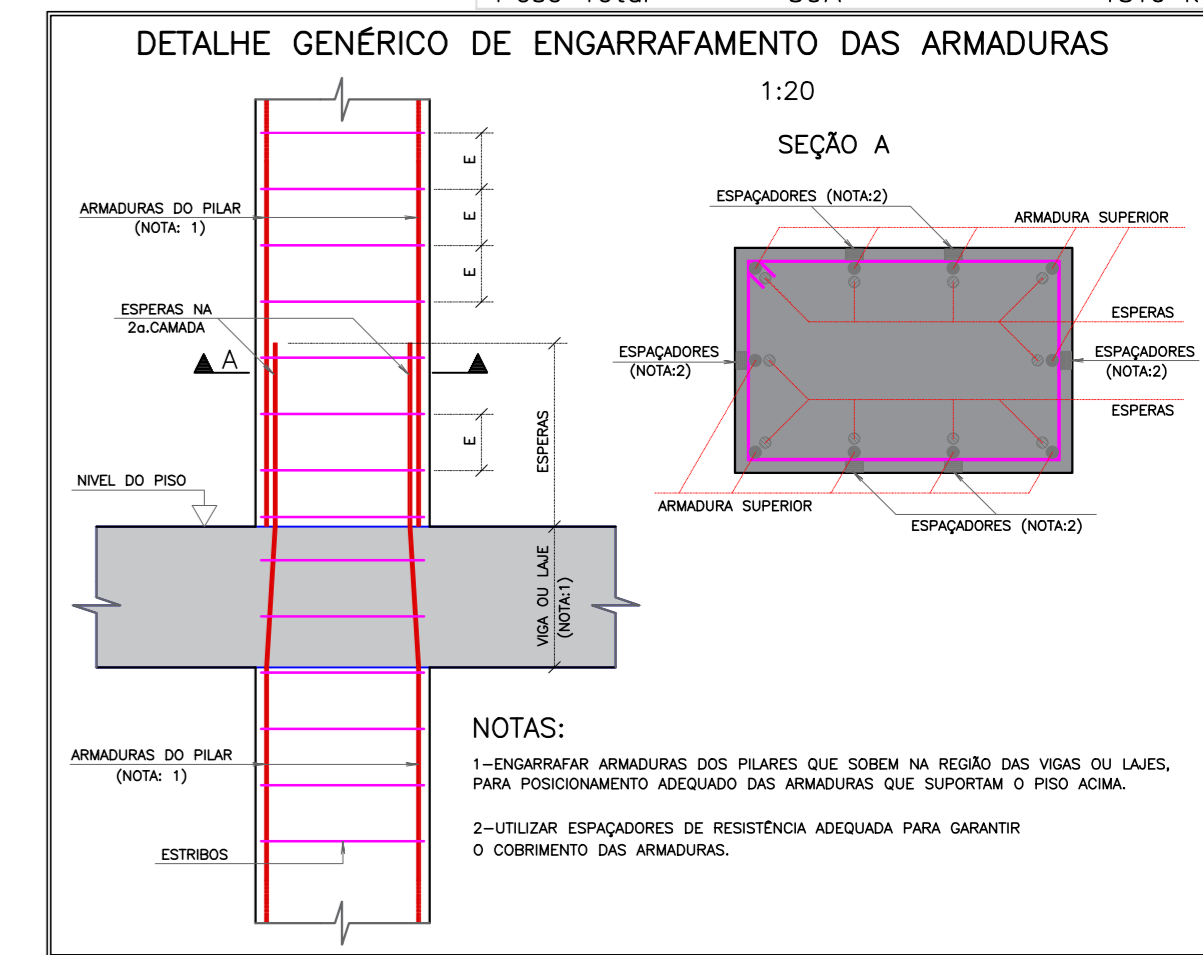 Peso Total
DETALHE GENÉRICO DE ENGARRAFAMENTO DAS ARMADURAS
1:20
SEÇÃO A
ARMADURAS DO PILAR
(NOTA: 1)
E
E
E
ESPERAS NA
2a.CAMADA
A
E
ESPERAS
NIVEL DO PISO
VIGA OU LAJE
(NOTA:1)
ARMADURAS DO PILAR
(NOTA: 1)
ESTRIBOS
ESPAÇADORES (NOTA:2)
ARMADURA SUPERIOR
ESPERAS
ESPAÇADORES
(NOTA:2)
ESPAÇADORES
(NOTA:2)
ESPERAS
ARMADURA SUPERIOR
ESPAÇADORES (NOTA:2)
NOTAS:
1-ENGARRAFAR ARMADURAS DOS PILARES QUE SOBEM NA REGIÃO DAS VIGAS OU LAJES,
PARA POSICIONAMENTO ADEQUADO DAS ARMADURAS QUE SUPORTAM O PISO ACIMA.
2-UTILIZAR ESPAÇADORES DE RESISTÊNCIA ADEQUADA PARA GARANTIR
O COBRIMENTO DAS ARMADURAS.